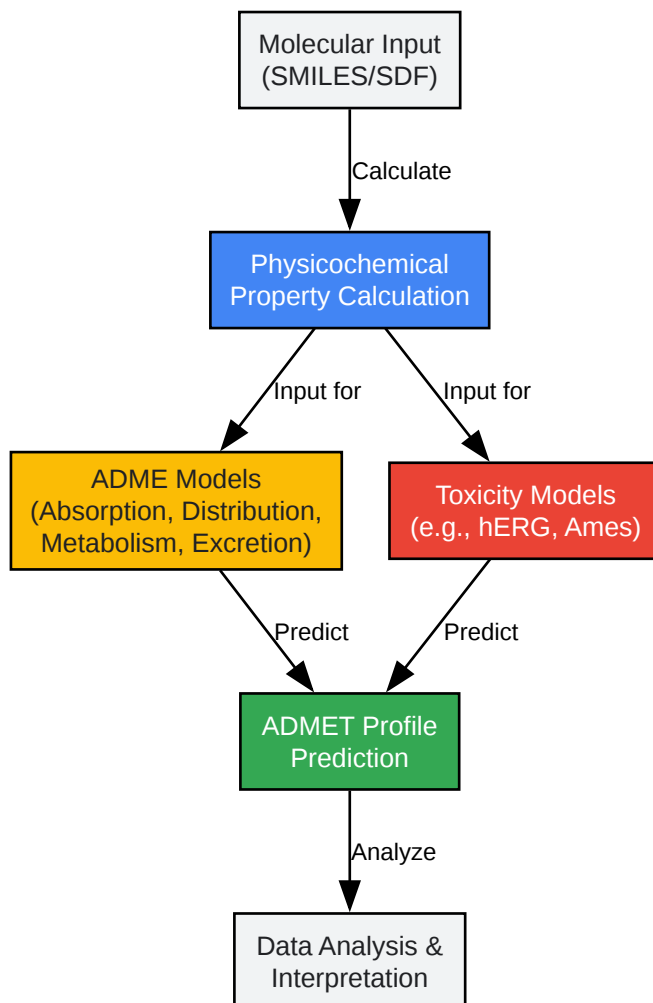 Molecular Input
(SMILES/SDF)
Calculate
Physicochemical
Property Calculation
Input for
Input for
ADME Models
(Absorption, Distribution,
Metabolism, Excretion)
Toxicity Models
(e.g., hERG, Ames)
Predict
Predict
ADMET Profile
Prediction
Analyze
Data Analysis &
Interpretation